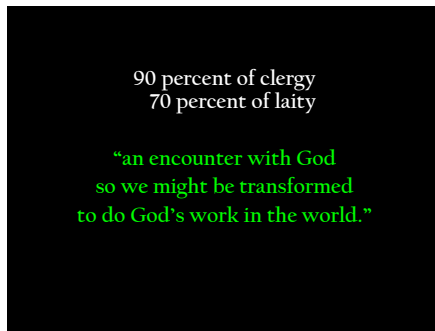 90 percent of clergy
70 percent of laity
“an encounter with God
so we might be transformed
to do God’s work in the world.”